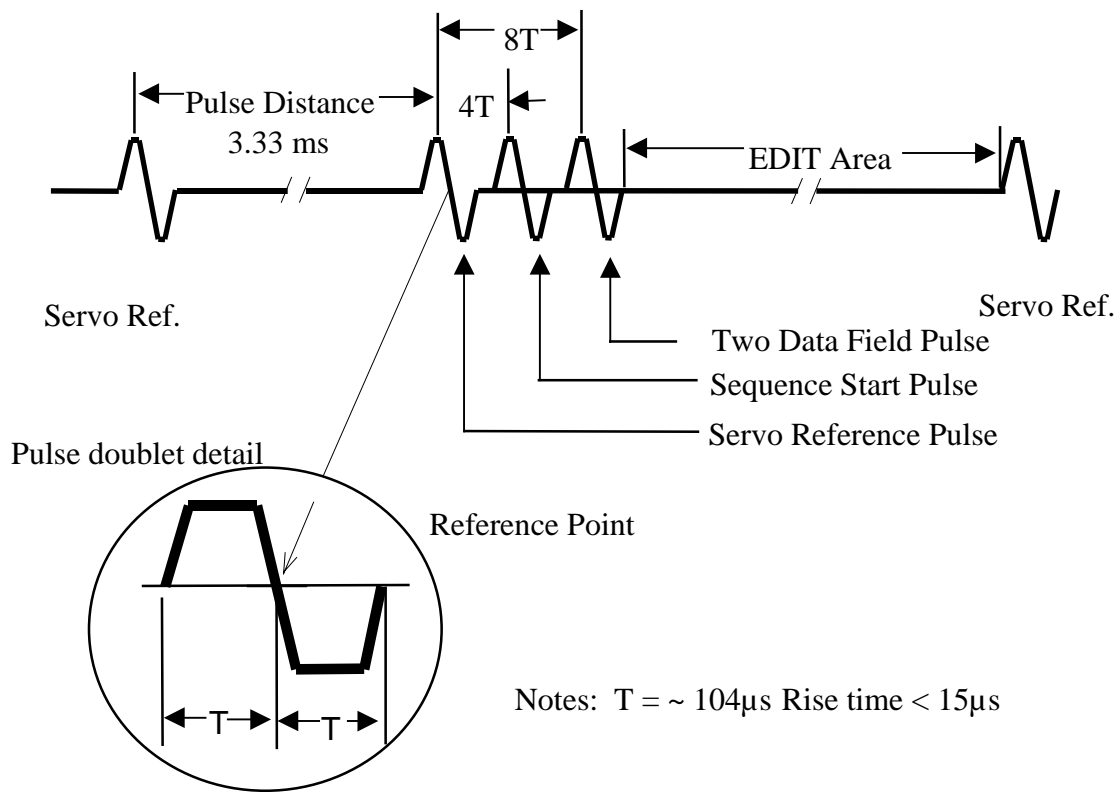 8T
4T
Pulse Distance
3.33 ms
EDIT Area
Servo Ref.
Servo Ref.
Two Data Field Pulse
Sequence Start Pulse
Servo Reference Pulse
Pulse doublet detail
Reference Point
T
T
Notes: T = ~ 104µs Rise time < 15µs